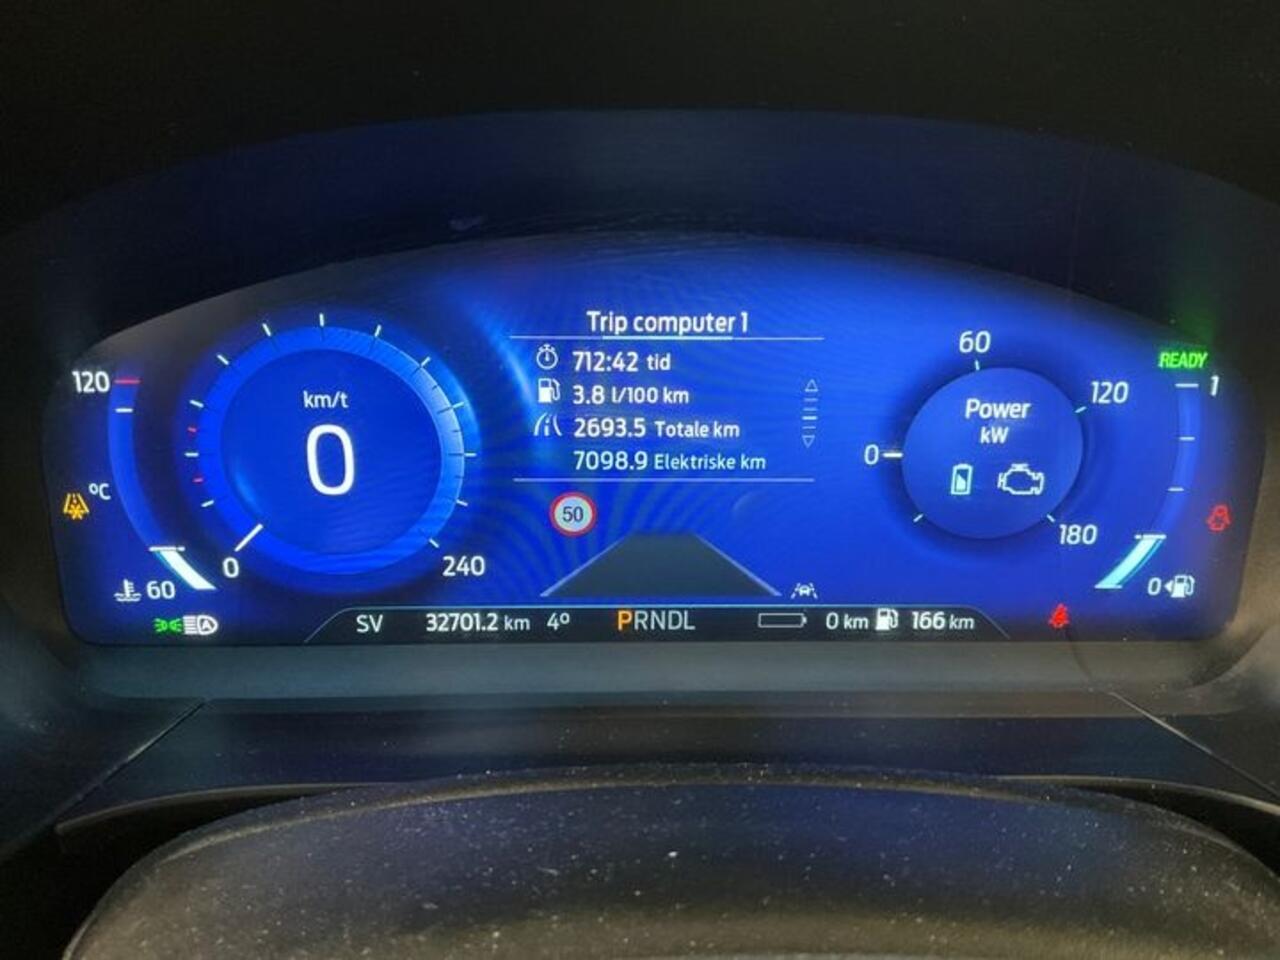 Trip computer 1
712:42 tid
3.8 l/100 km
2693.5 Totale km
7098.9 Elektriske km
50
120
°C
60
km/t
0
0
240
60
120
Power
kW
0
180
READY
1
0
SV 32701.2 km 4° PRNDL 0 km 166 km
A